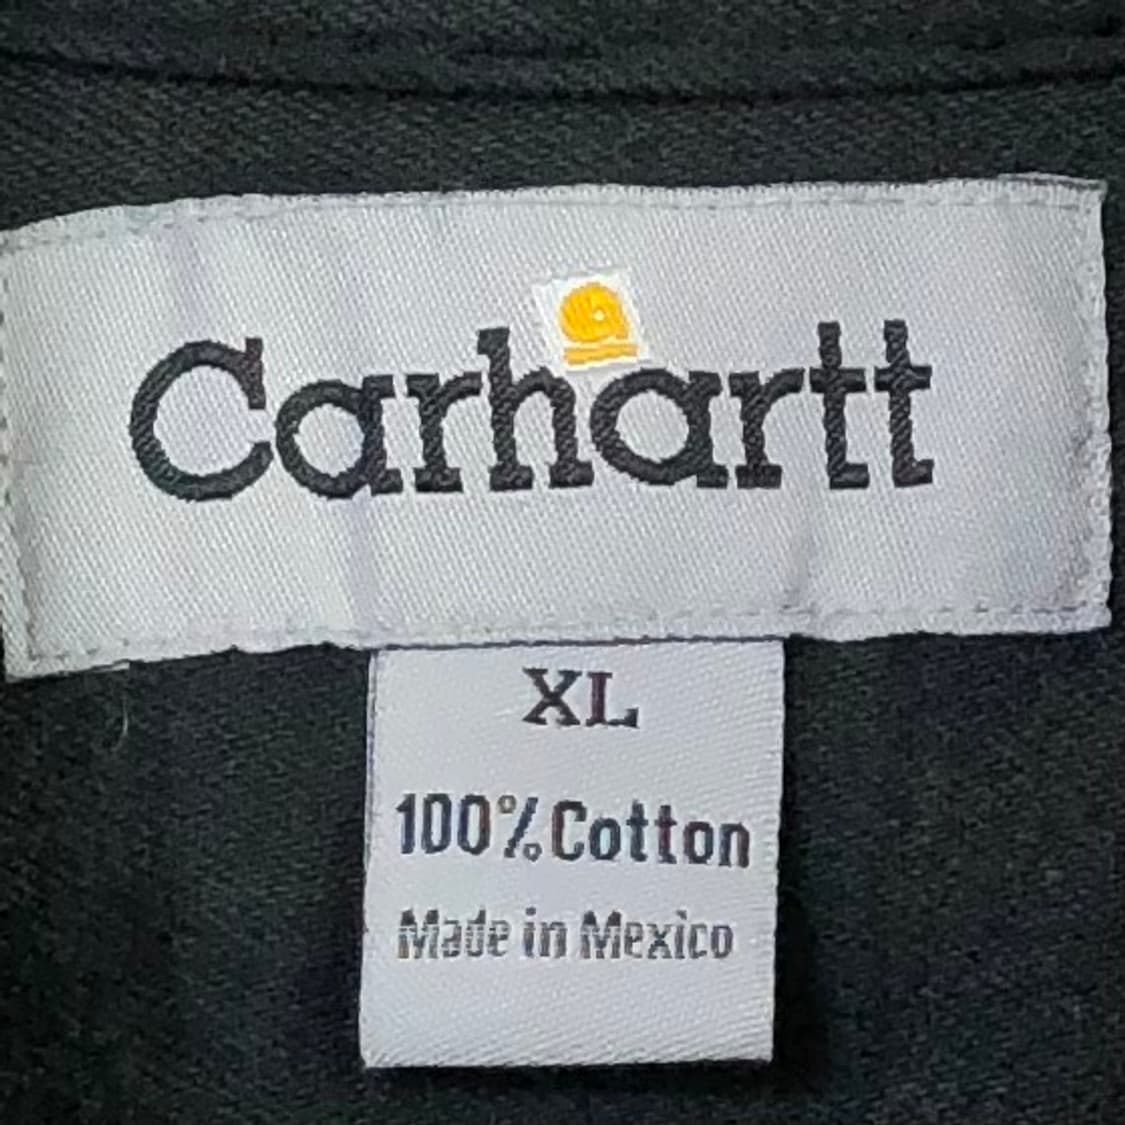 Carhartt
XL
100% Cotton
Made in Mexico